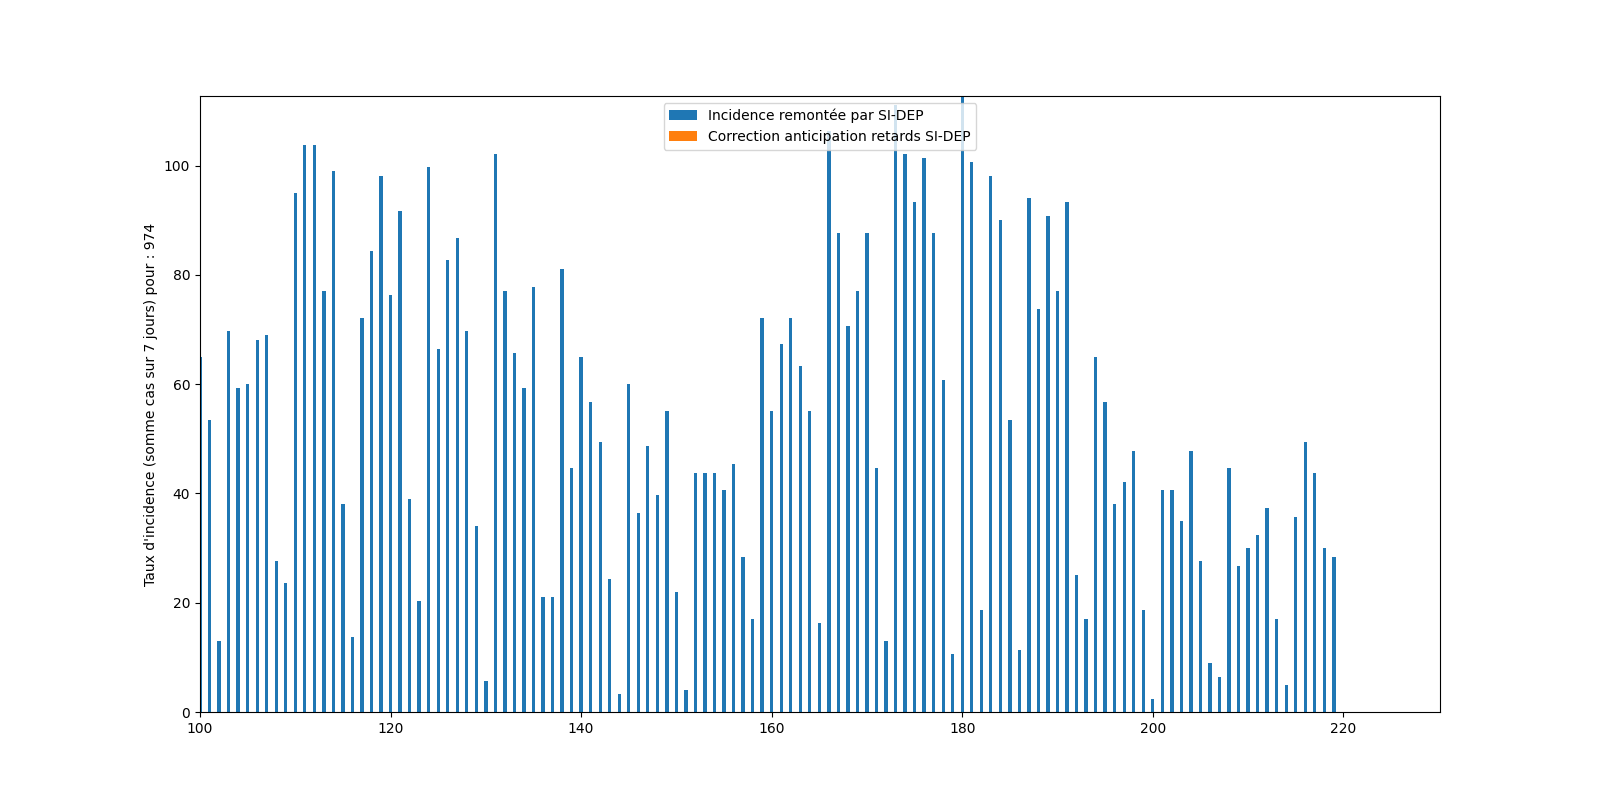 Incidence remontée par SI-DEP
Correction anticipation retards SI-DEP
Taux d'incidence (somme cas sur 7 jours) pour : 974
100
80
60
40
20
0
100 120 140 160 180 200 220